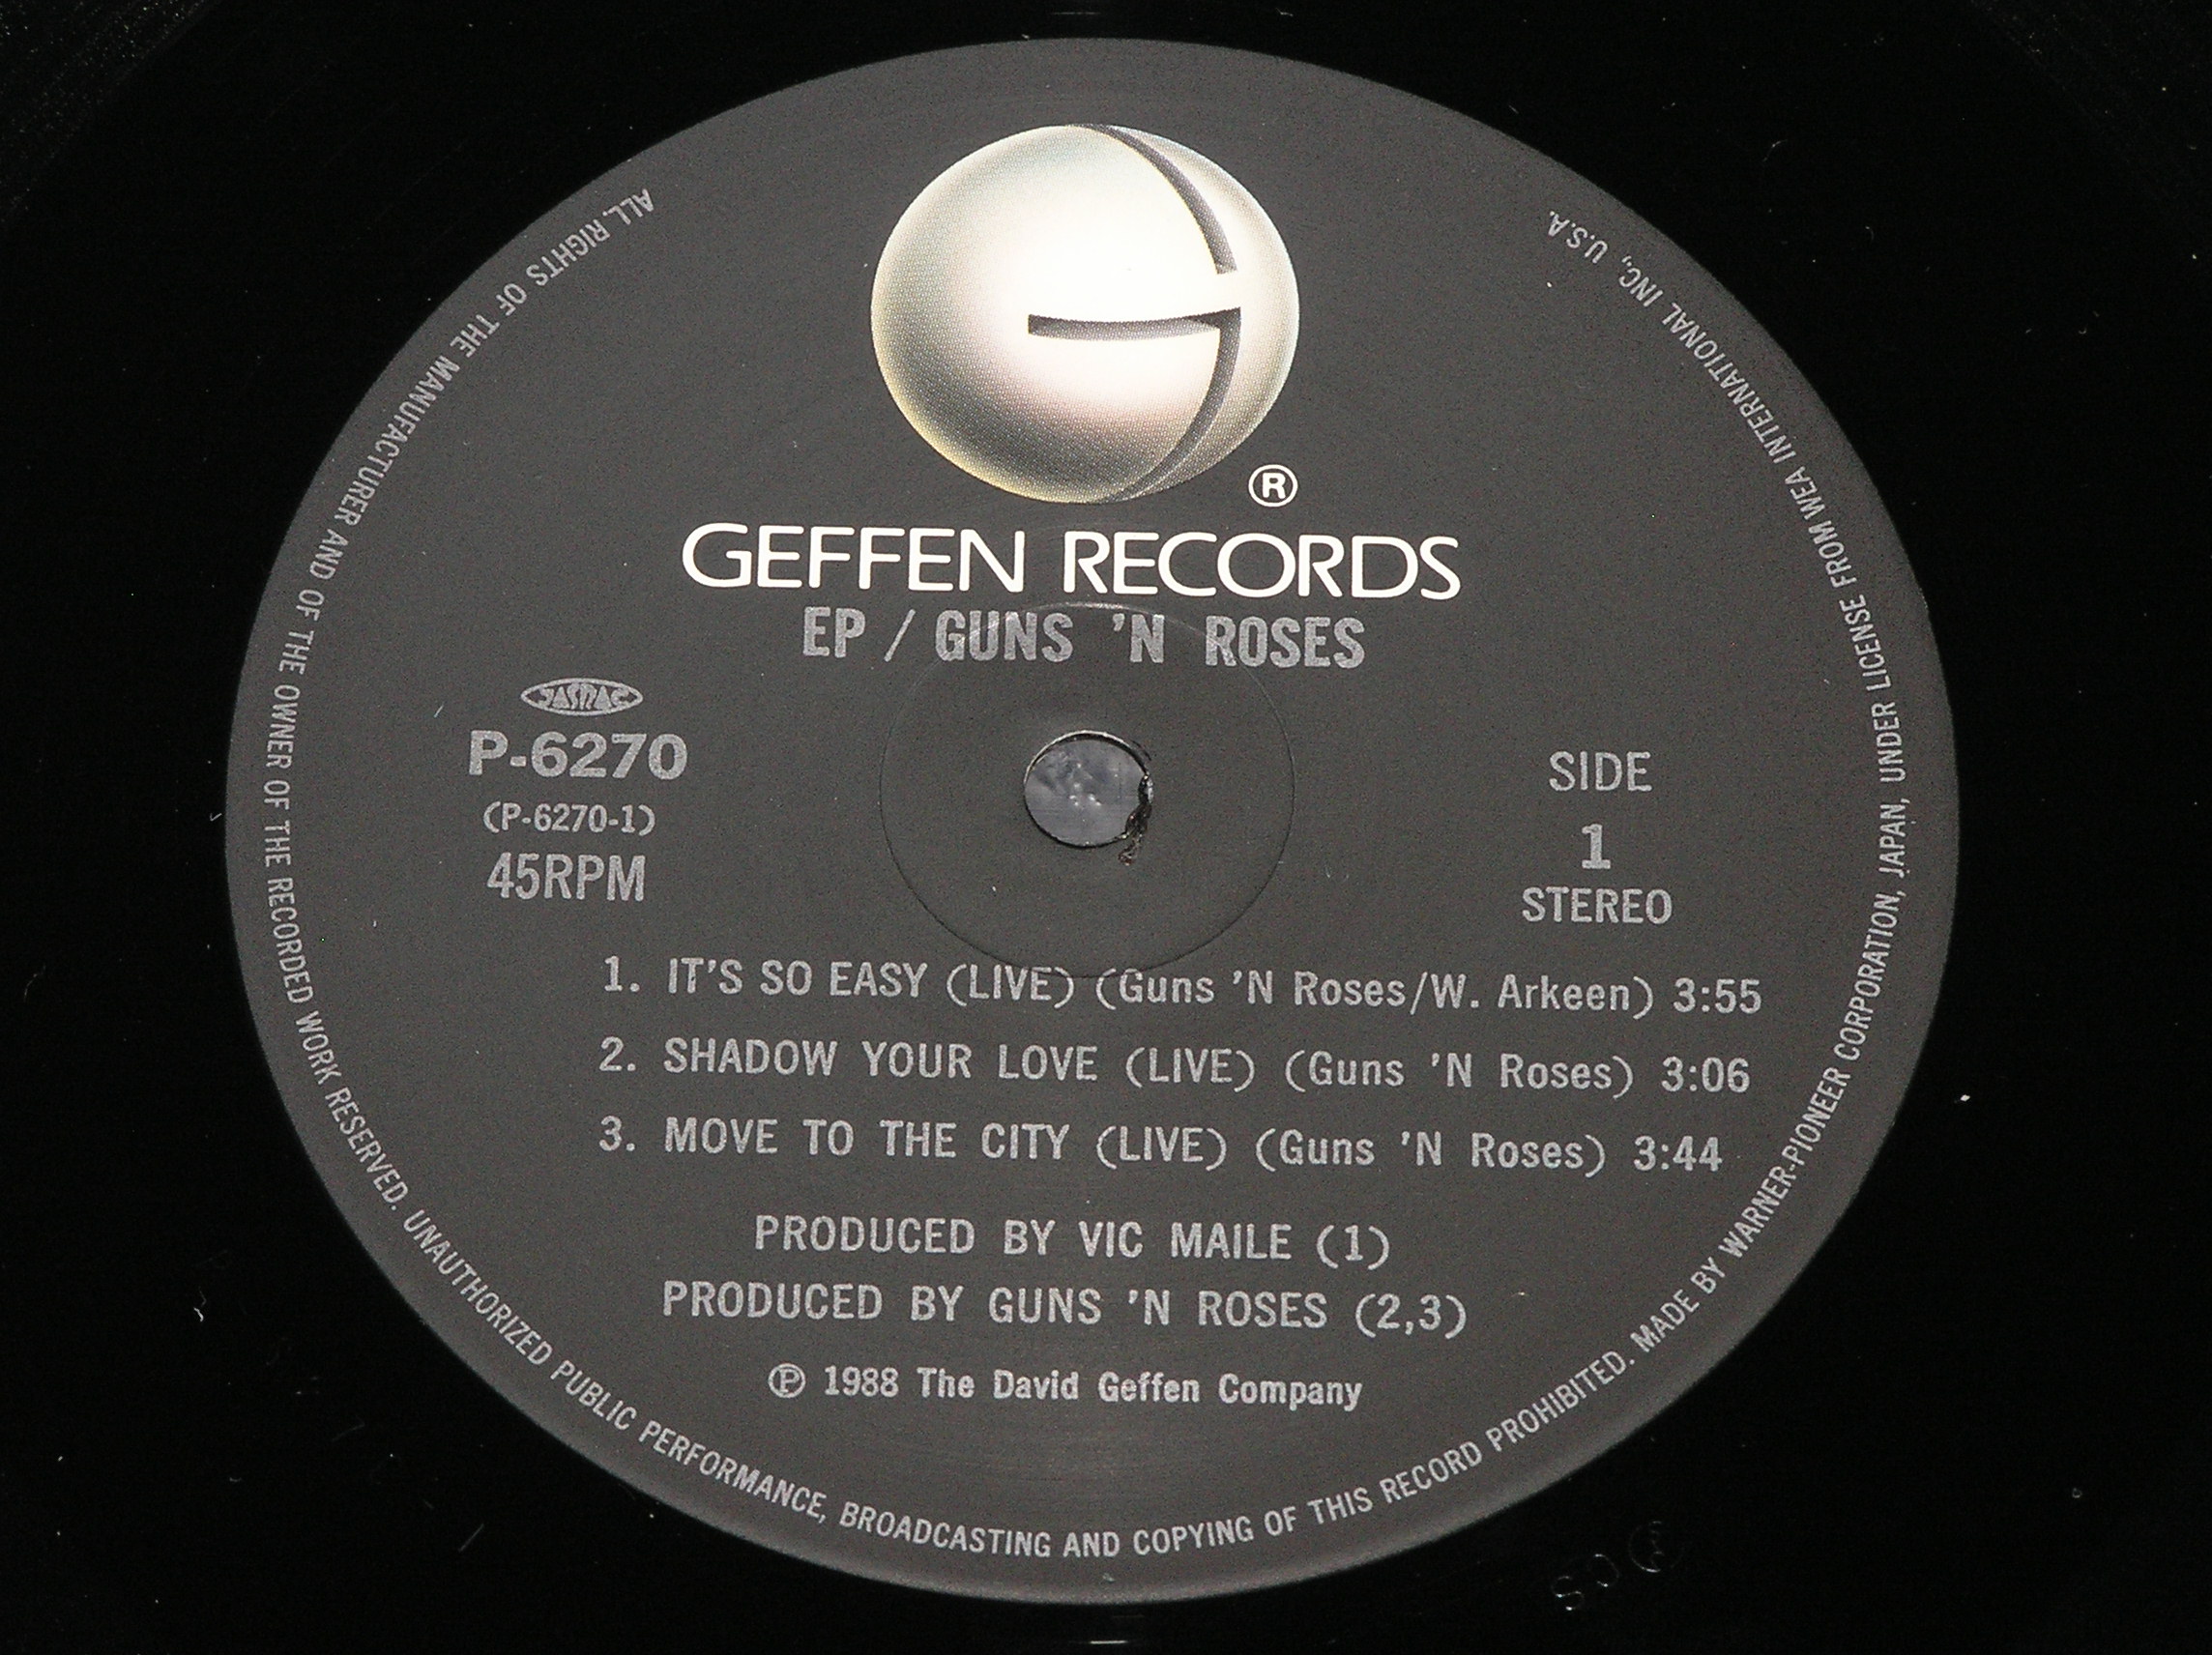 ®
GEFFEN RECORDS
EP / GUNS 'N ROSES
JASRAC
P-6270
(P-6270-1)
45RPM
SIDE
1
STEREO
1. IT'S SO EASY (LIVE) (Guns 'N Roses/W. Arkeen) 3:55
2. SHADOW YOUR LOVE (LIVE) (Guns 'N Roses) 3:06
3. MOVE TO THE CITY (LIVE) (Guns 'N Roses) 3:44
PRODUCED BY VIC MAILE (1)
PRODUCED BY GUNS 'N ROSES (2,3)
Ⓟ 1988 The David Geffen Company
ALL RIGHTS OF THE MANUFACTURER AND OF THE OWNER OF THE RECORDED WORK RESERVED. UNAUTHORIZED PUBLIC PERFORMANCE, BROADCASTING AND COPYING OF THIS RECORD PROHIBITED. MADE BY WARNER-PIONEER CORPORATION, JAPAN, UNDER LICENSE FROM WEA INTERNATIONAL INC., U.S.A.